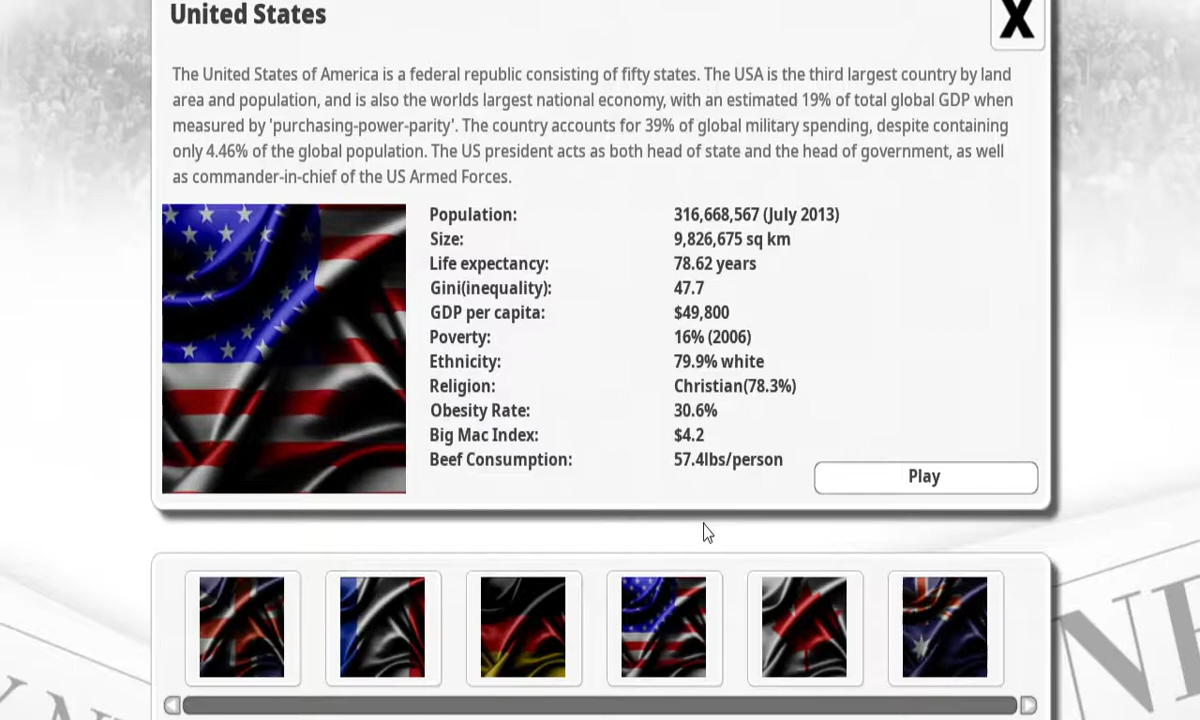 United States
X
The United States of America is a federal republic consisting of fifty states. The USA is the third largest country by land
area and population, and is also the worlds largest national economy, with an estimated 19% of total global GDP when
measured by 'purchasing-power-parity'. The country accounts for 39% of global military spending, despite containing
only 4.46% of the global population. The US president acts as both head of state and the head of government, as well
as commander-in-chief of the US Armed Forces.
Population: 316,668,567 (July 2013)
Size: 9,826,675 sq km
Life expectancy: 78.62 years
Gini(inequality): 47.7
GDP per capita: $49,800
Poverty: 16% (2006)
Ethnicity: 79.9% white
Religion: Christian(78.3%)
Obesity Rate: 30.6%
Big Mac Index: $4.2
Beef Consumption: 57.4lbs/person
Play